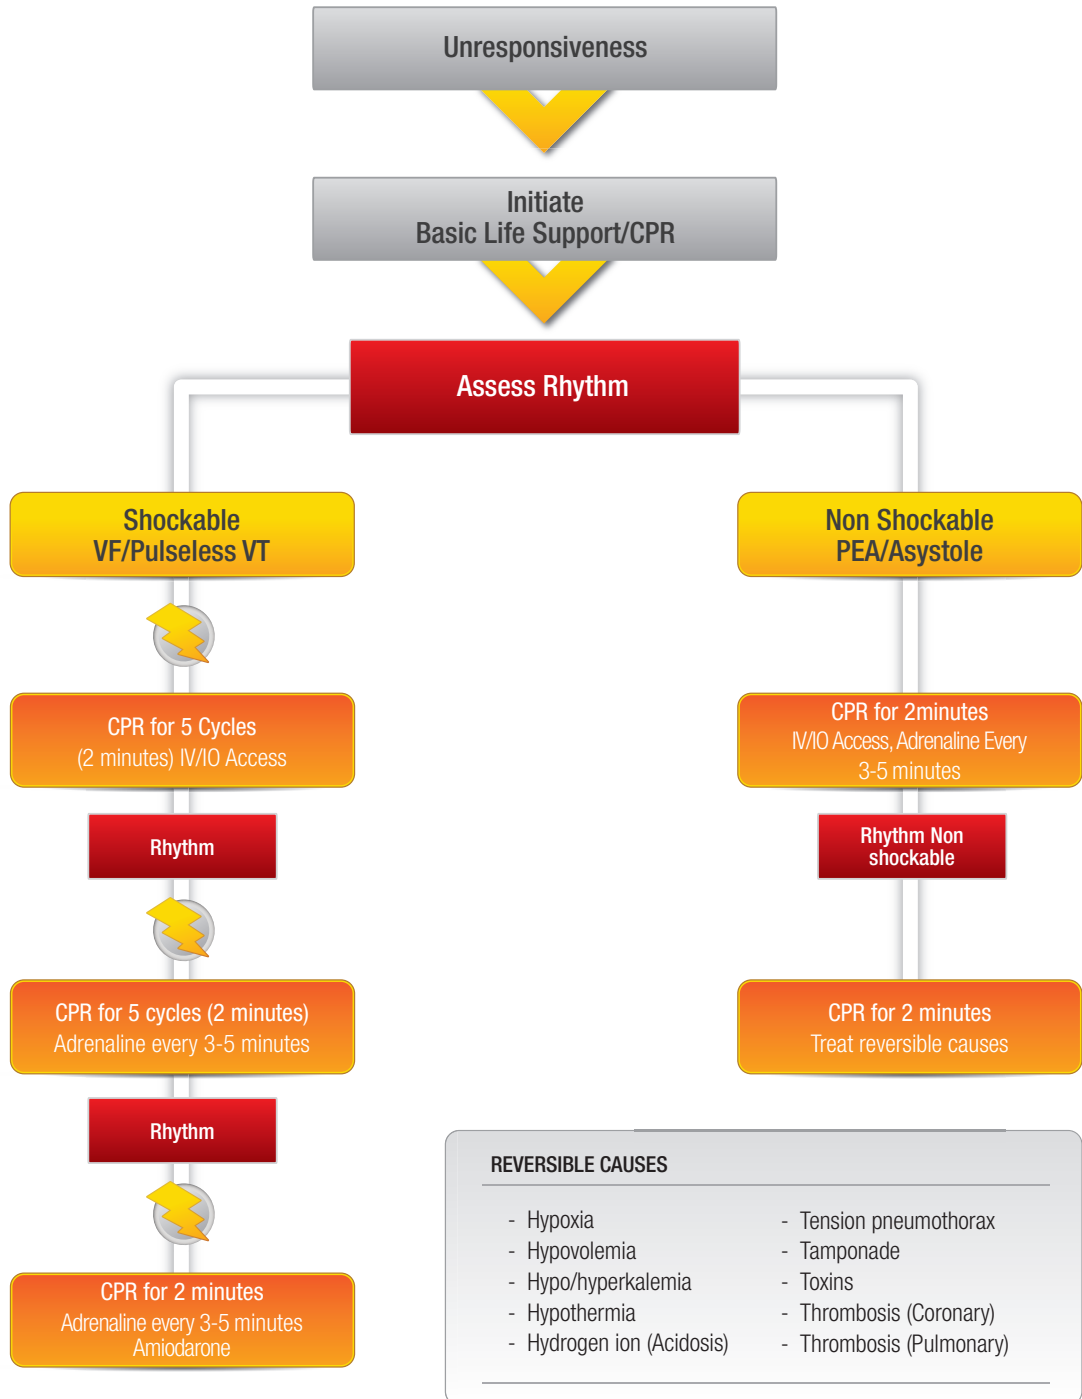 Unresponsiveness
Initiate
Basic Life Support/CPR
Assess Rhythm
Shockable
VF/Pulseless VT
CPR for 5 Cycles
(2 minutes) IV/IO Access
Rhythm
CPR for 5 cycles (2 minutes)
Adrenaline every 3-5 minutes
Rhythm
CPR for 2 minutes
Adrenaline every 3-5 minutes
Amiodarone
Non Shockable
PEA/Asystole
CPR for 2minutes
IV/IO Access, Adrenaline Every
3-5 minutes
Rhythm Non
shockable
CPR for 2 minutes
Treat reversible causes
REVERSIBLE CAUSES
- Hypoxia
- Hypovolemia
- Hypo/hyperkalemia
- Hypothermia
- Hydrogen ion (Acidosis)
- Tension pneumothorax
- Tamponade
- Toxins
- Thrombosis (Coronary)
- Thrombosis (Pulmonary)